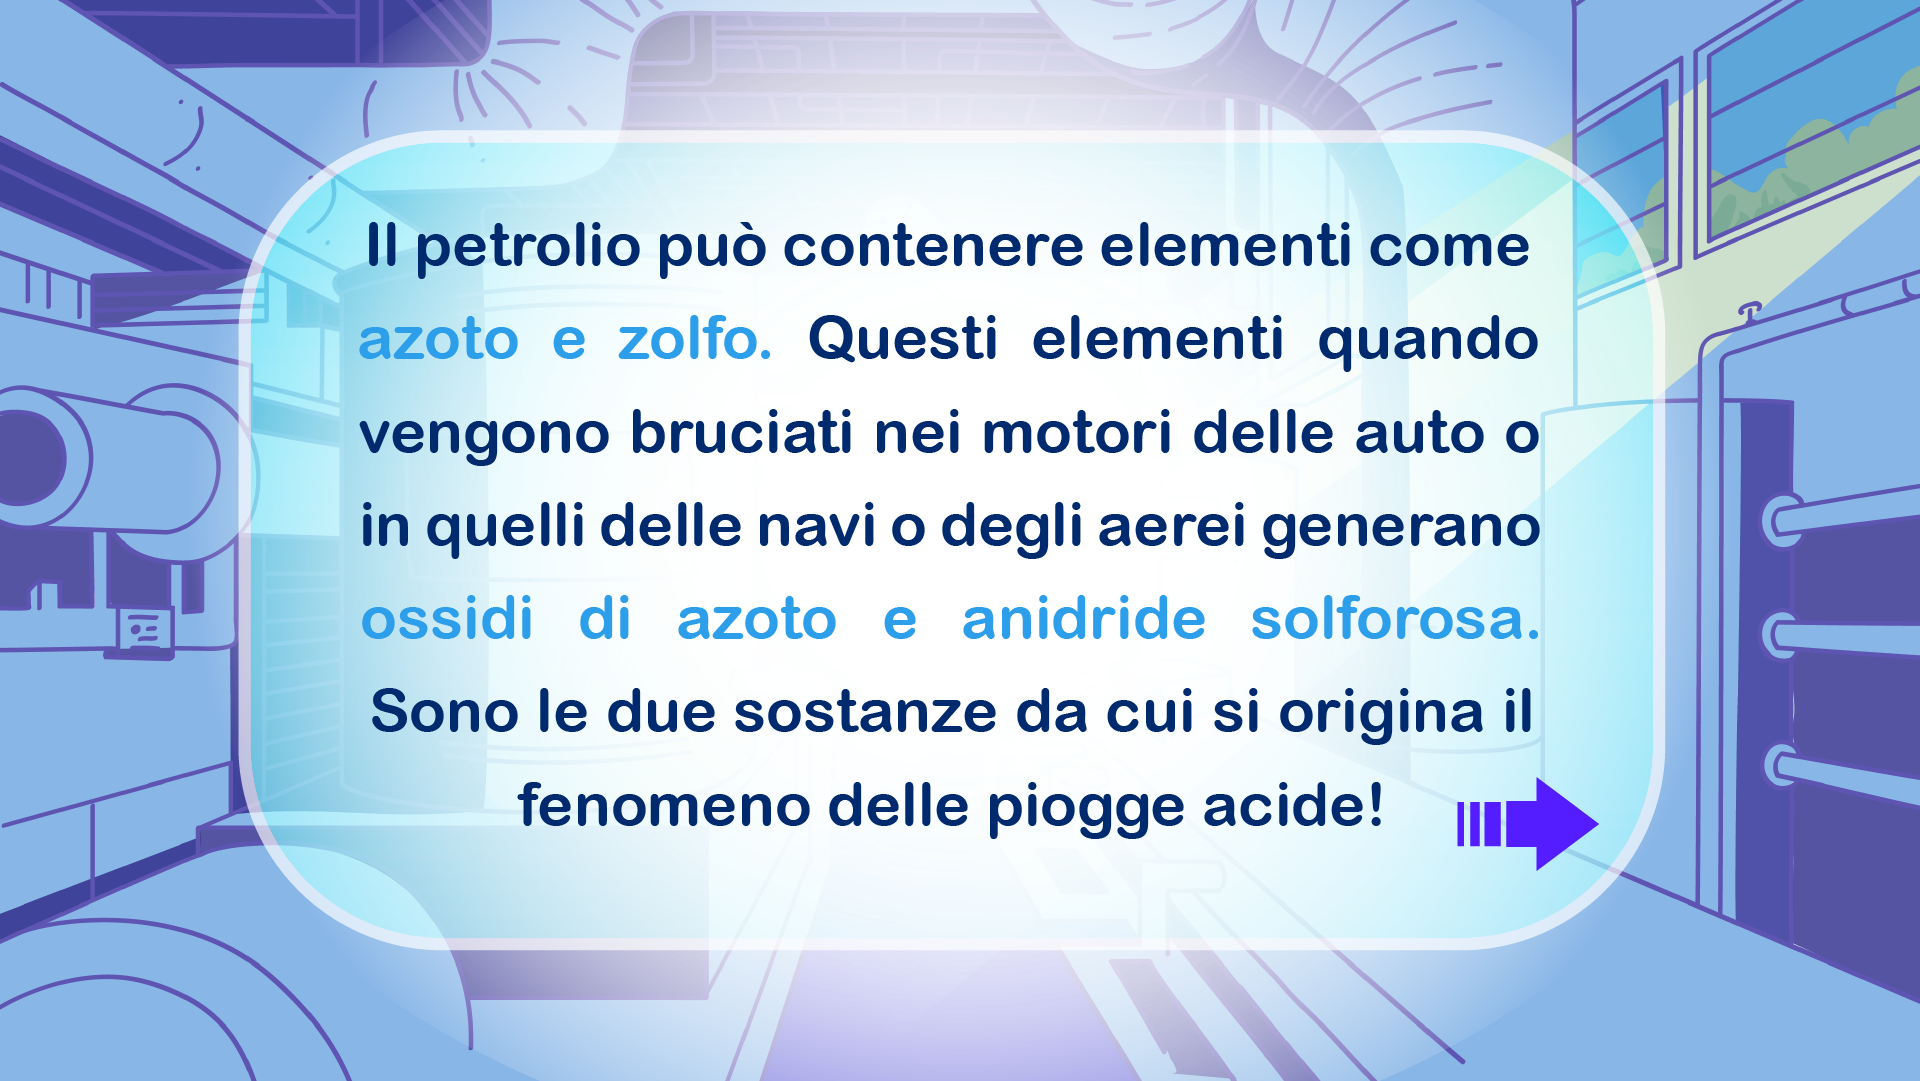 Il petrolio può contenere elementi come
azoto e zolfo. Questi elementi quando
vengono bruciati nei motori delle auto o
in quelli delle navi o degli aerei generano
ossidi di azoto e anidride solforosa.
Sono le due sostanze da cui si origina il
fenomeno delle piogge acide!